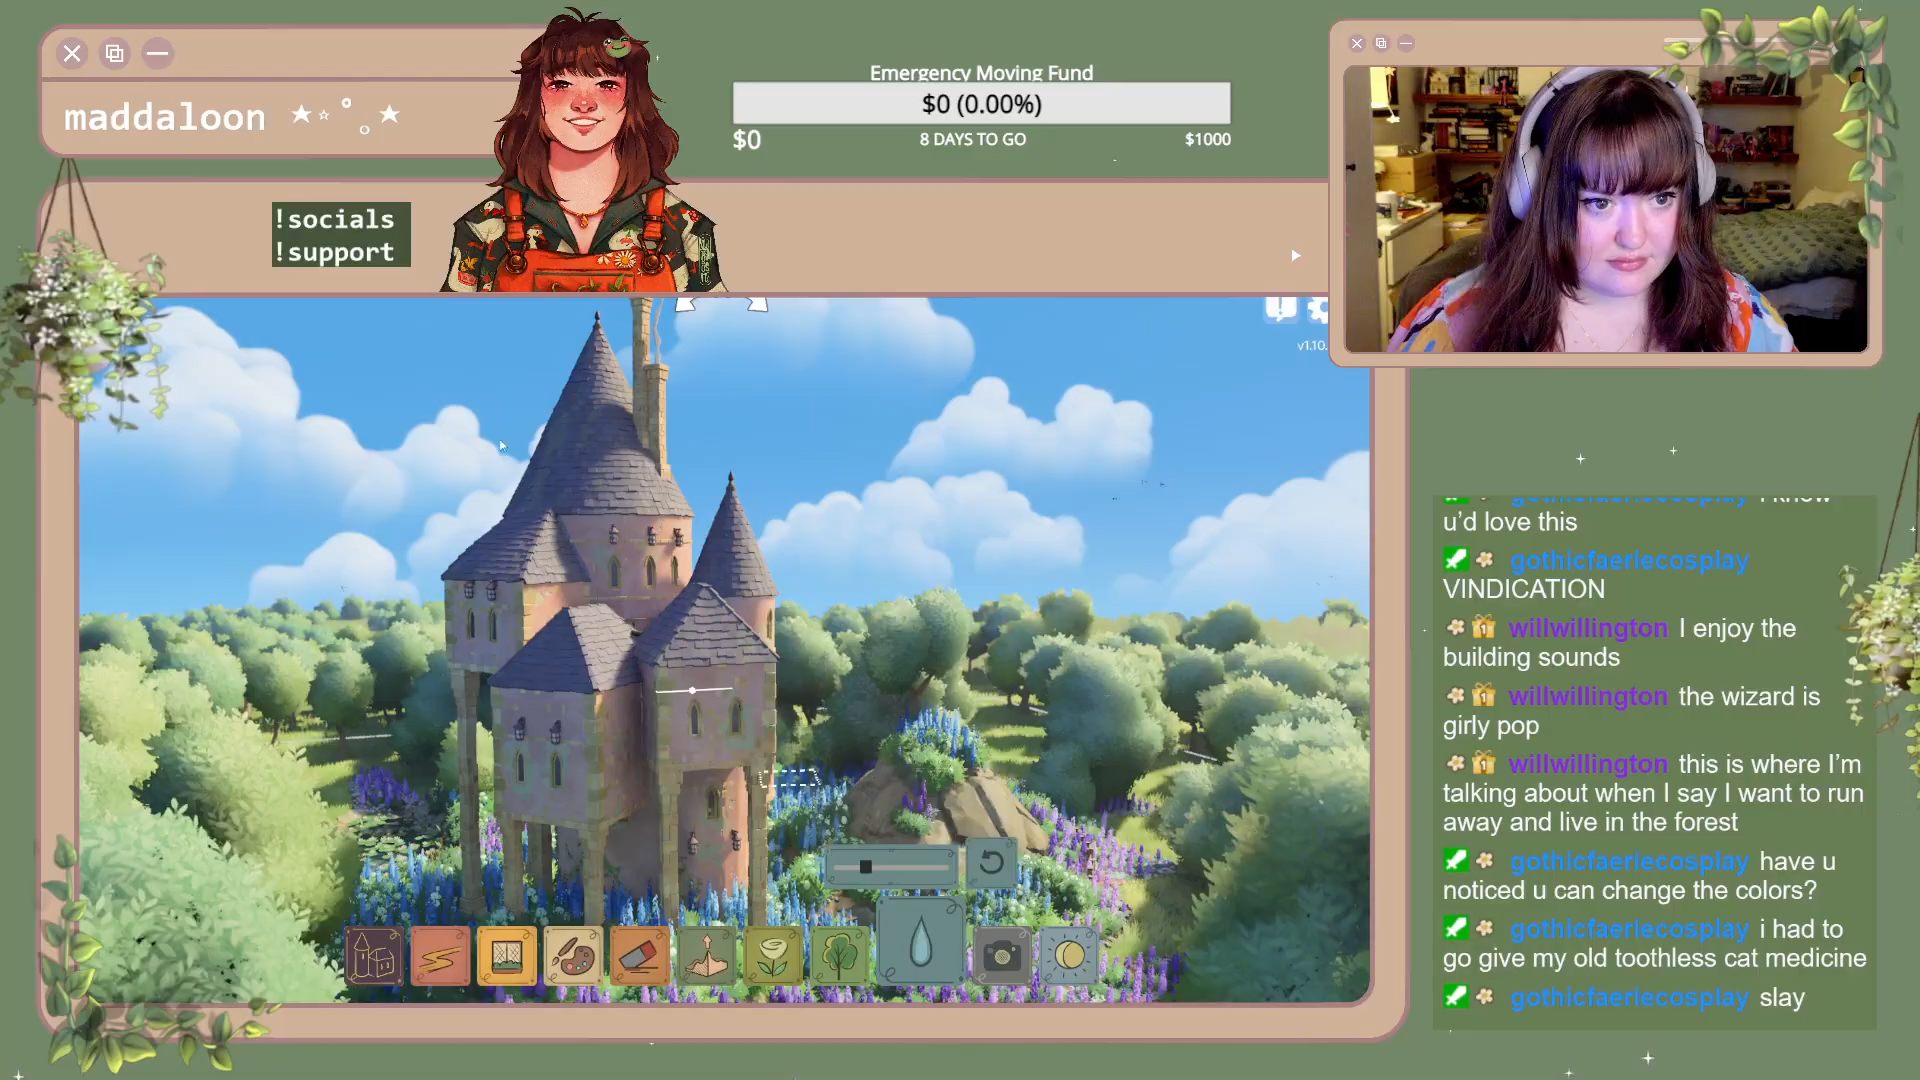 maddaloon
Emergency Moving Fund
$0 (0.00%)
$0
8 DAYS TO GO
$1000
!socials
!support
v1.10.
gothicfaeriecosplay I knew
u'd love this
gothicfaeriecosplay
VINDICATION
willwillington I enjoy the
building sounds
willwillington the wizard is
girly pop
willwillington this is where I'm
talking about when I say I want to run
away and live in the forest
gothicfaeriecosplay have u
noticed u can change the colors?
gothicfaeriecosplay i had to
go give my old toothless cat medicine
gothicfaeriecosplay slay